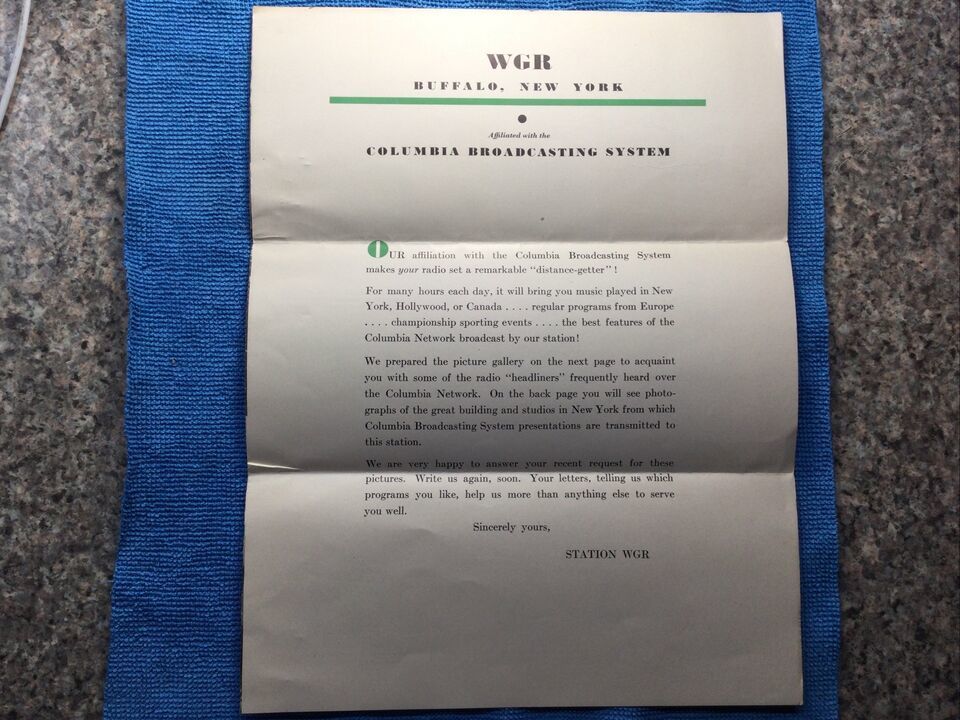 WGR
BUFFALO, NEW YORK
Affiliated with the
COLUMBIA BROADCASTING SYSTEM
OUR affiliation with the Columbia Broadcasting System
makes your radio set a remarkable “distance-getter” !
For many hours each day, it will bring you music played in New
York, Hollywood, or Canada . . . . regular programs from Europe
. . . . championship sporting events . . . . the best features of the
Columbia Network broadcast by our station!
We prepared the picture gallery on the next page to acquaint
you with some of the radio “headliners” frequently heard over
the Columbia Network. On the back page you will see photo-
graphs of the great building and studios in New York from which
Columbia Broadcasting System presentations are transmitted to
this station.
We are very happy to answer your recent request for these
pictures. Write us again, soon. Your letters, telling us which
programs you like, help us more than anything else to serve
you well.
Sincerely yours,
STATION WGR